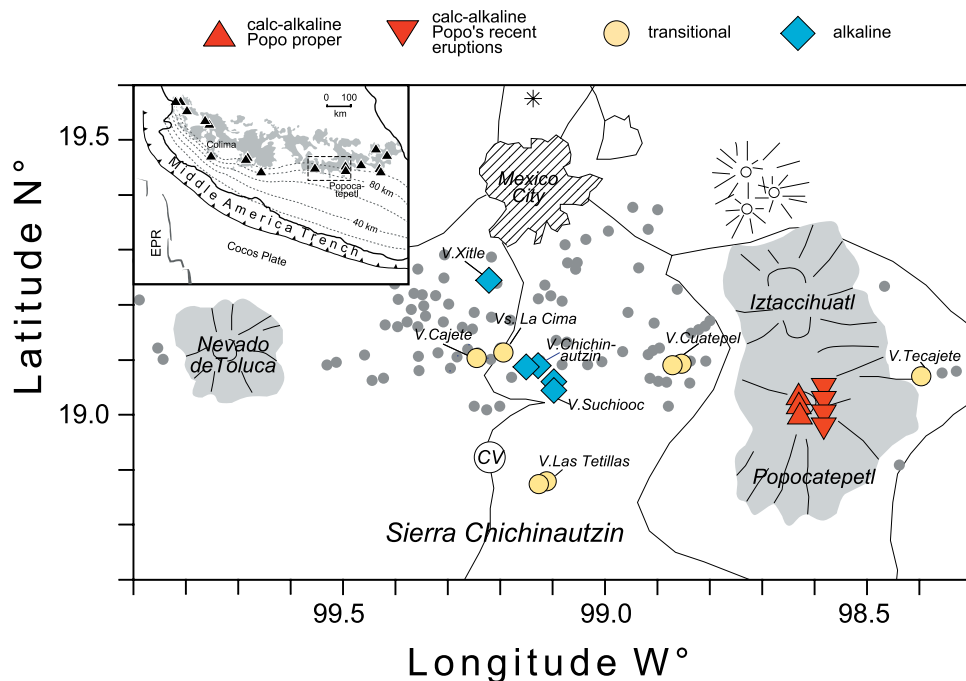 calc-alkaline
Popo proper
calc-alkaline
Popo's recent
eruptions
transitional
alkaline
Latitude N°
19.5
19.0
0 100
km
Colima
Popoca-
tepetl
80 km
40 km
Middle America Trench
Cocos Plate
EPR
Mexico
City
V.Xitle
Vs. La Cima
V.Cajete
V.Chichin-
autzin
V.Cuatepel
V.Suchiooc
V.Tecajete
Iztaccihuatl
Nevado
deToluca
CV
V.Las Tetillas
Popocatepetl
Sierra Chichinautzin
99.5
99.0
98.5
Longitude W°